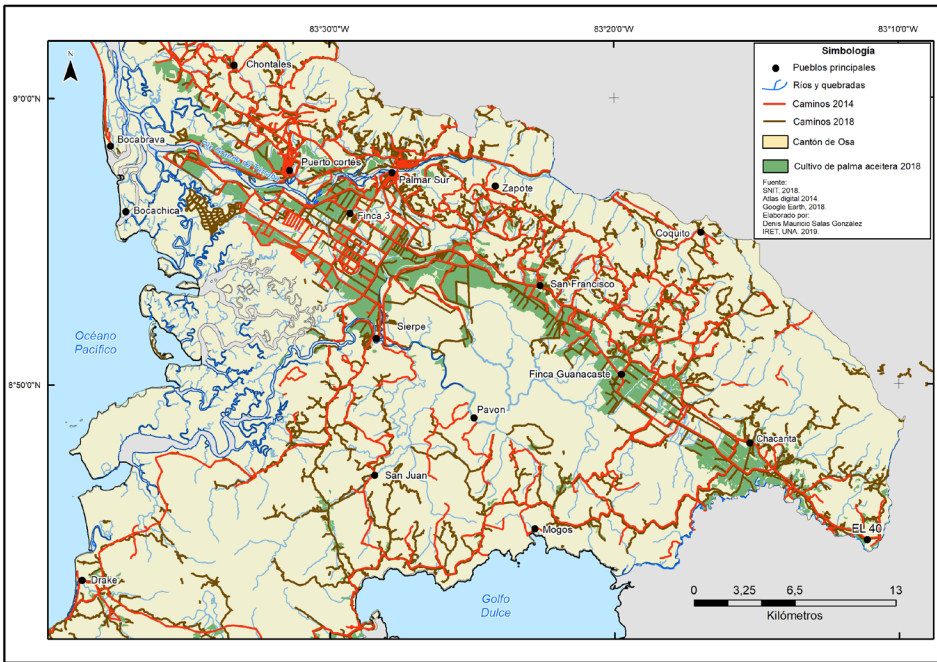 83°30'0"W
83°20'0"W
83°10'0"W
N
9°0'0"N
8°50'0"N
Chontales
Bocabrava
Puerto cortés
Palmar Sur
Zapote
Bocachica
Finca 3
Coquito
San Francisco
Océano
Pacífico
Sierpe
Finca Guanacaste
Pavon
Chacanta
San Juan
Mogos
EL 40
Drake
Golfo
Dulce
Simbología
Pueblos principales
Ríos y quebradas
Caminos 2014
Caminos 2018
Cantón de Osa
Cultivo de palma aceitera 2018
Fuente:
SNIT, 2018.
Atlas digital 2014.
Google Earth, 2018.
Elaborado por:
Denis Mauricio Salas Gonzalez
IRET, UNA. 2019.
0 3,25 6,5 13
Kilómetros